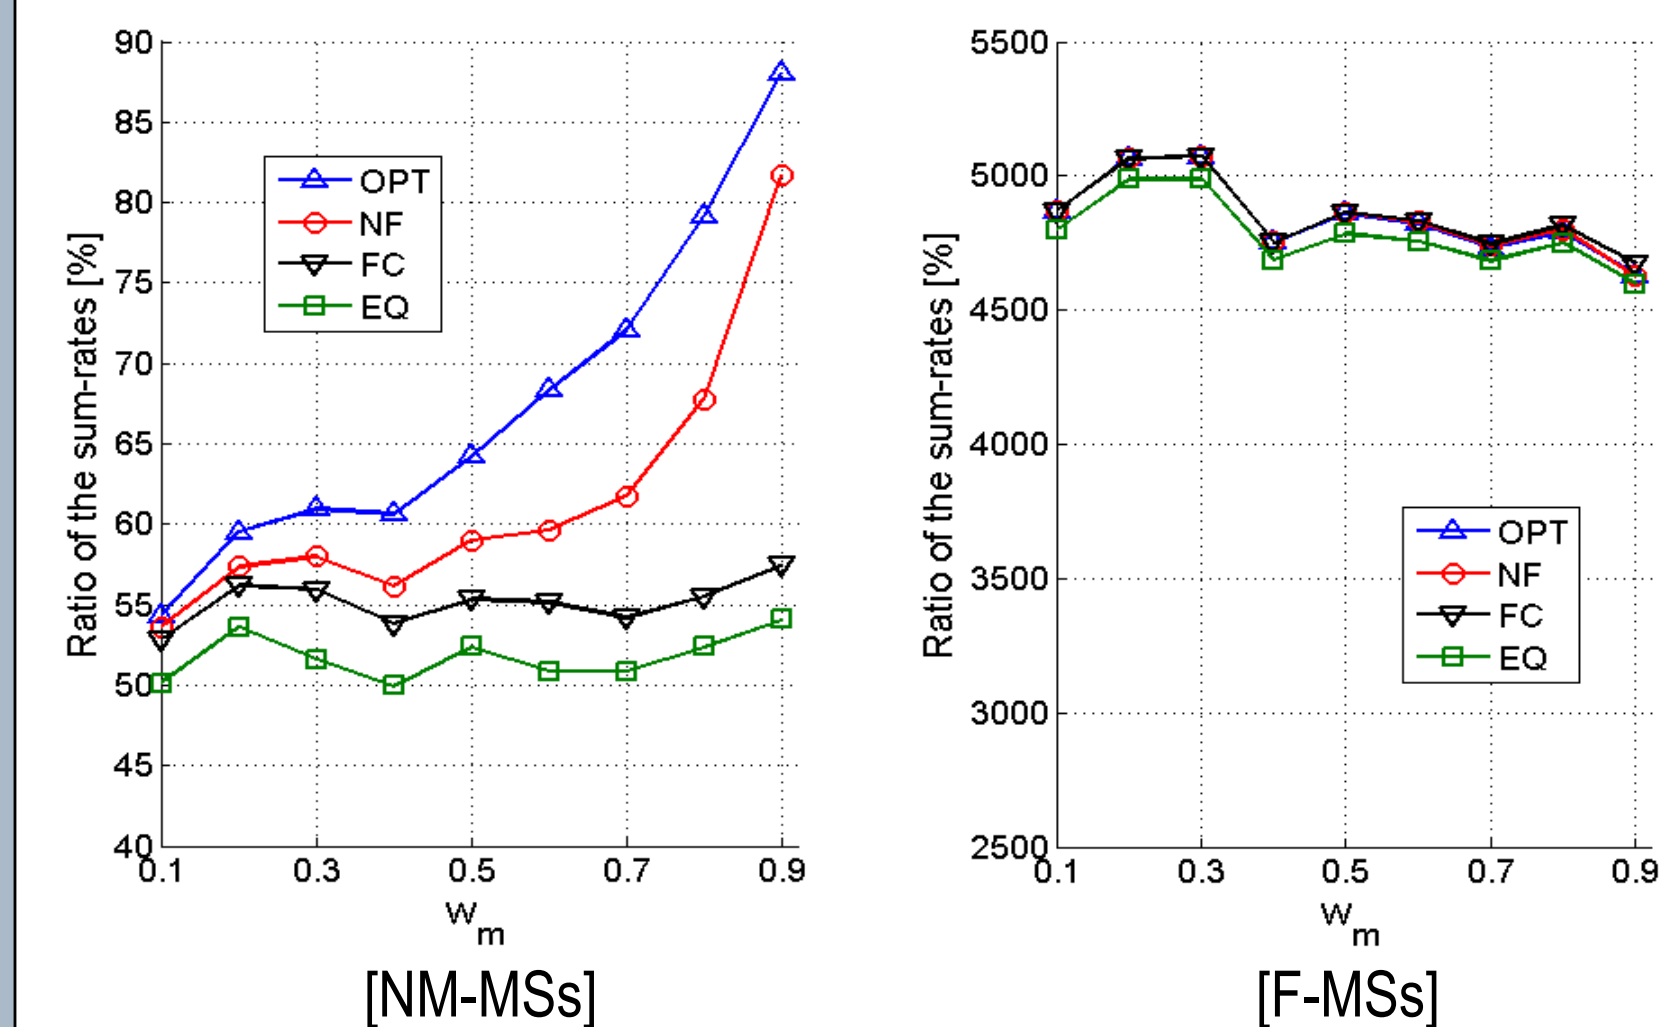 90
85
80
75
70
65
60
55
50
45
40
0.1
0.3
0.5
0.7
0.9
Ratio of the sum-rates [%]
w
m
OPT
NF
FC
EQ
[NM-MSs]
5500
5000
4500
4000
3500
3000
2500
0.1
0.3
0.5
0.7
0.9
Ratio of the sum-rates [%]
w
m
OPT
NF
FC
EQ
[F-MSs]